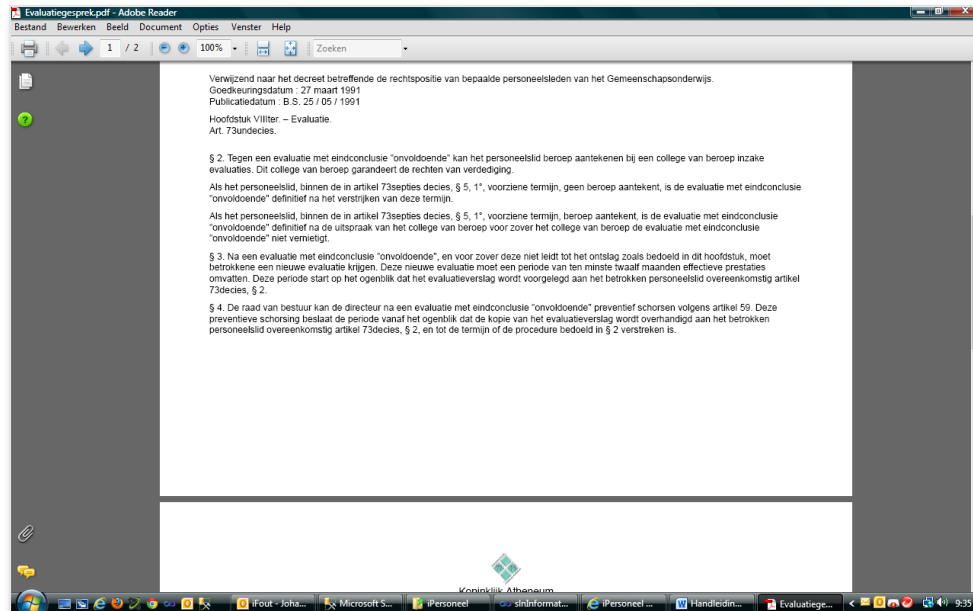 Evaluatiegesprek.pdf - Adobe Reader
Bestand Bewerken Beeld Document Opties Venster Help
1 / 2 100% Zoeken
Verwijzend naar het decreet betreffende de rechtspositie van bepaalde personeelsleden van het Gemeenschapsonderwijs.
Goedkeuringsdatum : 27 maart 1991
Publicatiedatum : B.S. 25 / 05 / 1991
Hoofdstuk VIIIter. – Evaluatie.
Art. 73undecies.
§ 2. Tegen een evaluatie met eindconclusie "onvoldoende" kan het personeelslid beroep aantekenen bij een college van beroep inzake
evaluaties. Dit college van beroep garandeert de rechten van verdediging.
Als het personeelslid, binnen de in artikel 73septies decies, § 5, 1°, voorziene termijn, geen beroep aantekent, is de evaluatie met eindconclusie
"onvoldoende" definitief na het verstrijken van deze termijn.
Als het personeelslid, binnen de in artikel 73septies decies, § 5, 1°, voorziene termijn, beroep aantekent, is de evaluatie met eindconclusie
"onvoldoende" definitief na de uitspraak van het college van beroep voor zover het college van beroep de evaluatie met eindconclusie
"onvoldoende" niet vernietigt.
§ 3. Na een evaluatie met eindconclusie "onvoldoende", en voor zover deze niet leidt tot het ontslag zoals bedoeld in dit hoofdstuk, moet
betrokkene een nieuwe evaluatie krijgen. Deze nieuwe evaluatie moet een periode van ten minste twaalf maanden effectieve prestaties
omvatten. Deze periode start op het ogenblik dat het evaluatieverslag wordt voorgelegd aan het betrokken personeelslid overeenkomstig artikel
73decies, § 2.
§ 4. De raad van bestuur kan de directeur na een evaluatie met eindconclusie "onvoldoende" preventief schorsen volgens artikel 59. Deze
preventieve schorsing beslaat de periode vanaf het ogenblik dat de kopie van het evaluatieverslag wordt overhandigd aan het betrokken
personeelslid overeenkomstig artikel 73decies, § 2, en tot de termijn of de procedure bedoeld in § 2 verstreken is.
Koninklijk Atheneum
iFout - Joha... Microsoft S... iPersoneel slnInformat... iPersoneel ... Handleidin... Evaluatiege... 9:35